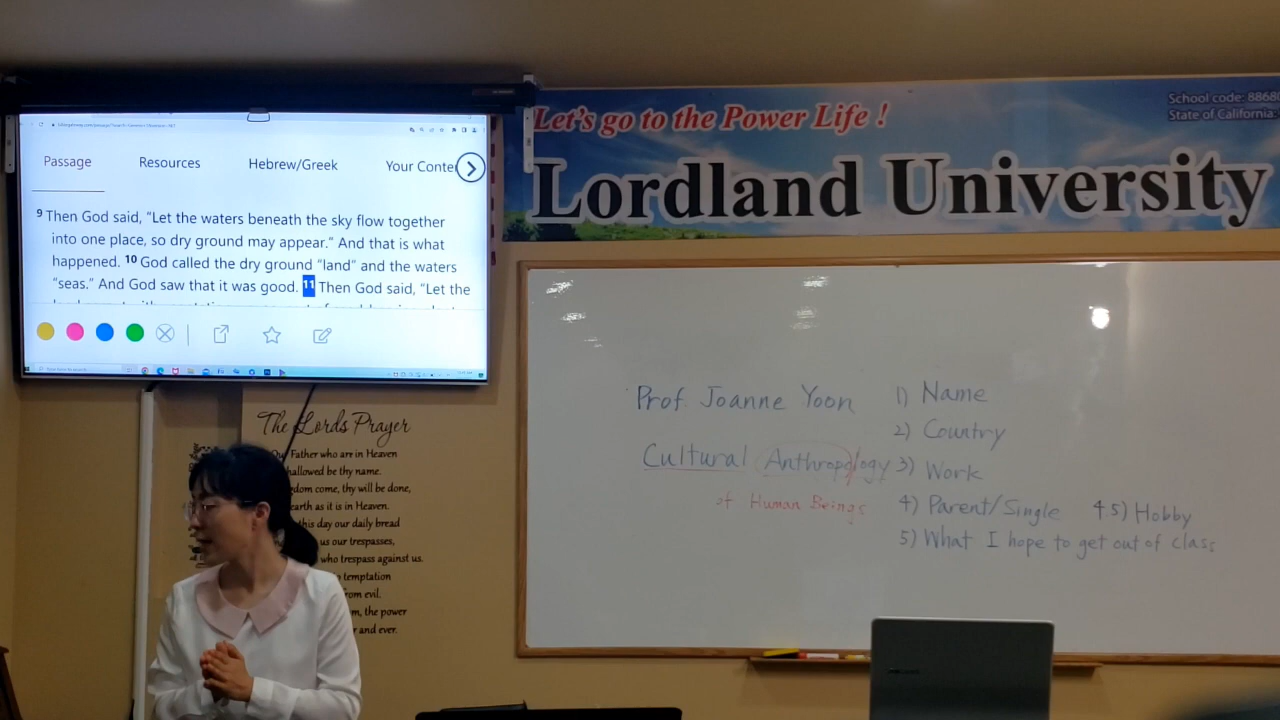 Passage Resources Hebrew/Greek Your Conte
9 Then God said, “Let the waters beneath the sky flow together
into one place, so dry ground may appear.” And that is what
happened. 10 God called the dry ground “land” and the waters
“seas.” And God saw that it was good. 11 Then God said, “Let the
Let's go to the Power Life !
School code: 8868
State of California
Lordland University
The Lords Prayer
Our Father who are in Heaven
hallowed be thy name.
dom come, thy will be done,
earth as it is in Heaven.
this day our daily bread
us our trespasses,
who trespass against us.
temptation
rom evil.
m, the power
r and ever.
Prof. Joanne Yoon
Cultural Anthropology
of Human Beings
1) Name
2) Country
3) Work
4) Parent/Single 4.5) Hobby
5) What I hope to get out of class